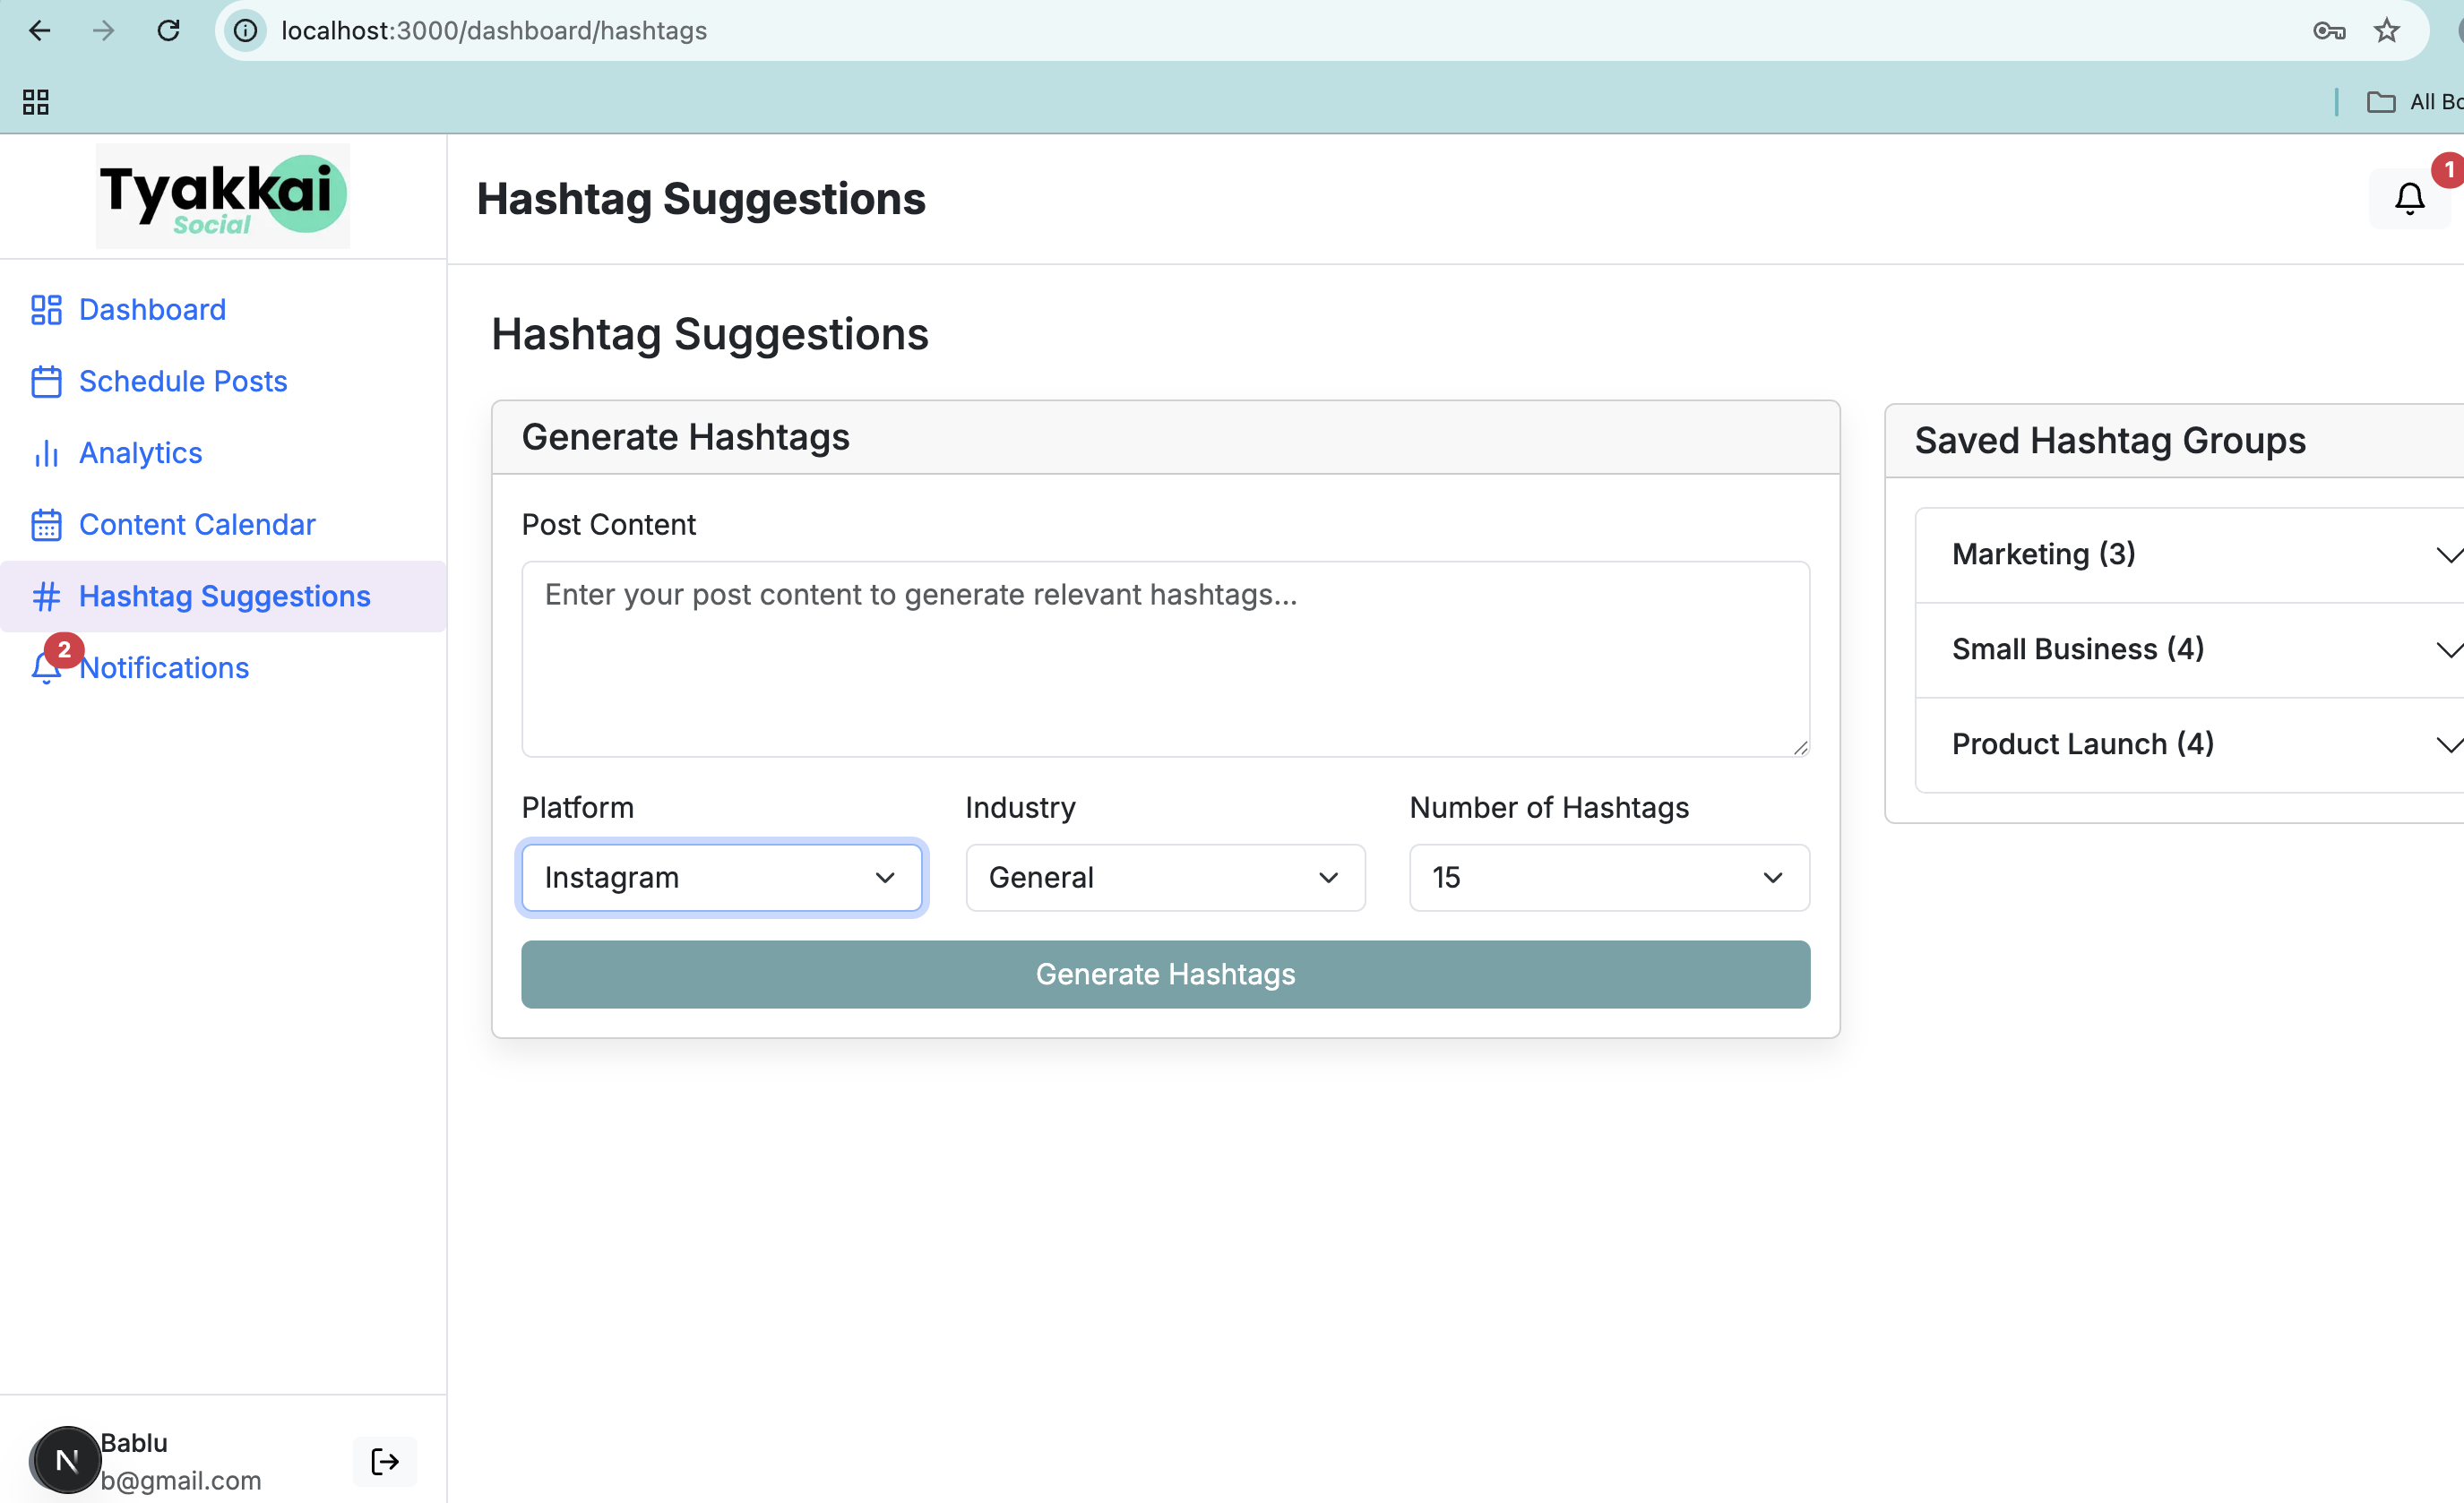 localhost:3000/dashboard/hashtags
All Bo
Tyakkai
Social
Hashtag Suggestions
1
Dashboard
Schedule Posts
Analytics
Content Calendar
Hashtag Suggestions
2
Notifications
Hashtag Suggestions
Generate Hashtags
Post Content
Enter your post content to generate relevant hashtags...
Platform
Industry
Number of Hashtags
Instagram
General
15
Generate Hashtags
Saved Hashtag Groups
Marketing (3)
Small Business (4)
Product Launch (4)
N
Bablu
b@gmail.com